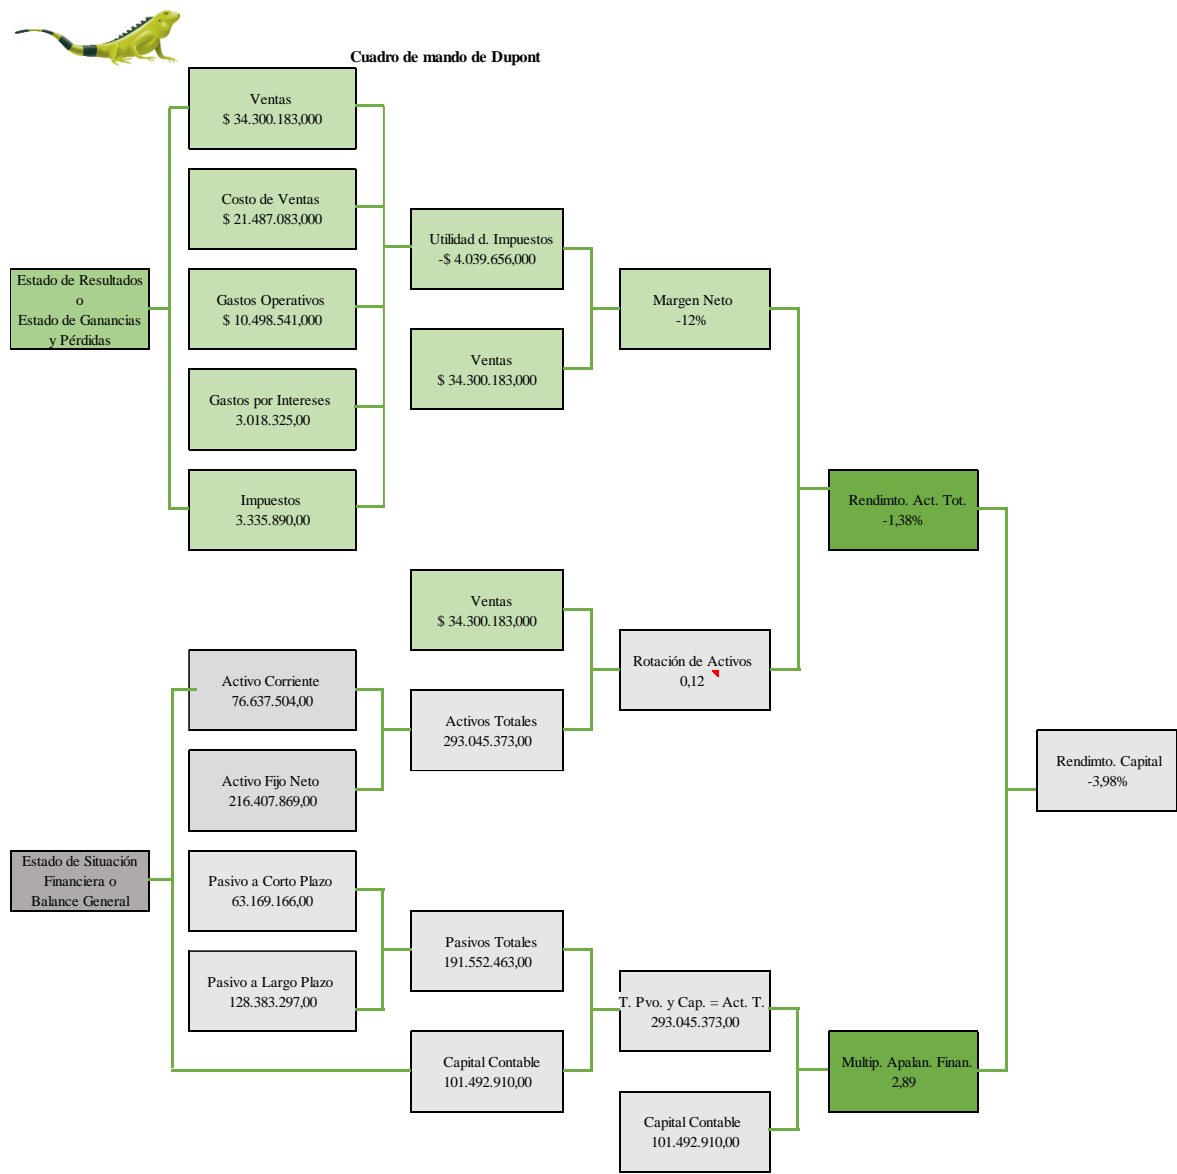 Cuadro de mando de Dupont
Ventas
$ 34.300.183,000
Costo de Ventas
$ 21.487.083,000
Utilidad d. Impuestos
-$ 4.039.656,000
Estado de Resultados
o
Estado de Ganancias
y Pérdidas
Gastos Operativos
$ 10.498.541,000
Margen Neto
-12%
Ventas
$ 34.300.183,000
Gastos por Intereses
3.018.325,00
Impuestos
3.335.890,00
Rendimto. Act. Tot.
-1,38%
Ventas
$ 34.300.183,000
Rotación de Activos
0,12
Activo Corriente
76.637.504,00
Activos Totales
293.045.373,00
Activo Fijo Neto
216.407.869,00
Rendimto. Capital
-3,98%
Estado de Situación
Financiera o
Balance General
Pasivo a Corto Plazo
63.169.166,00
Pasivos Totales
191.552.463,00
Pasivo a Largo Plazo
128.383.297,00
T. Pvo. y Cap. = Act. T.
293.045.373,00
Capital Contable
101.492.910,00
Multip. Apalan. Finan.
2,89
Capital Contable
101.492.910,00